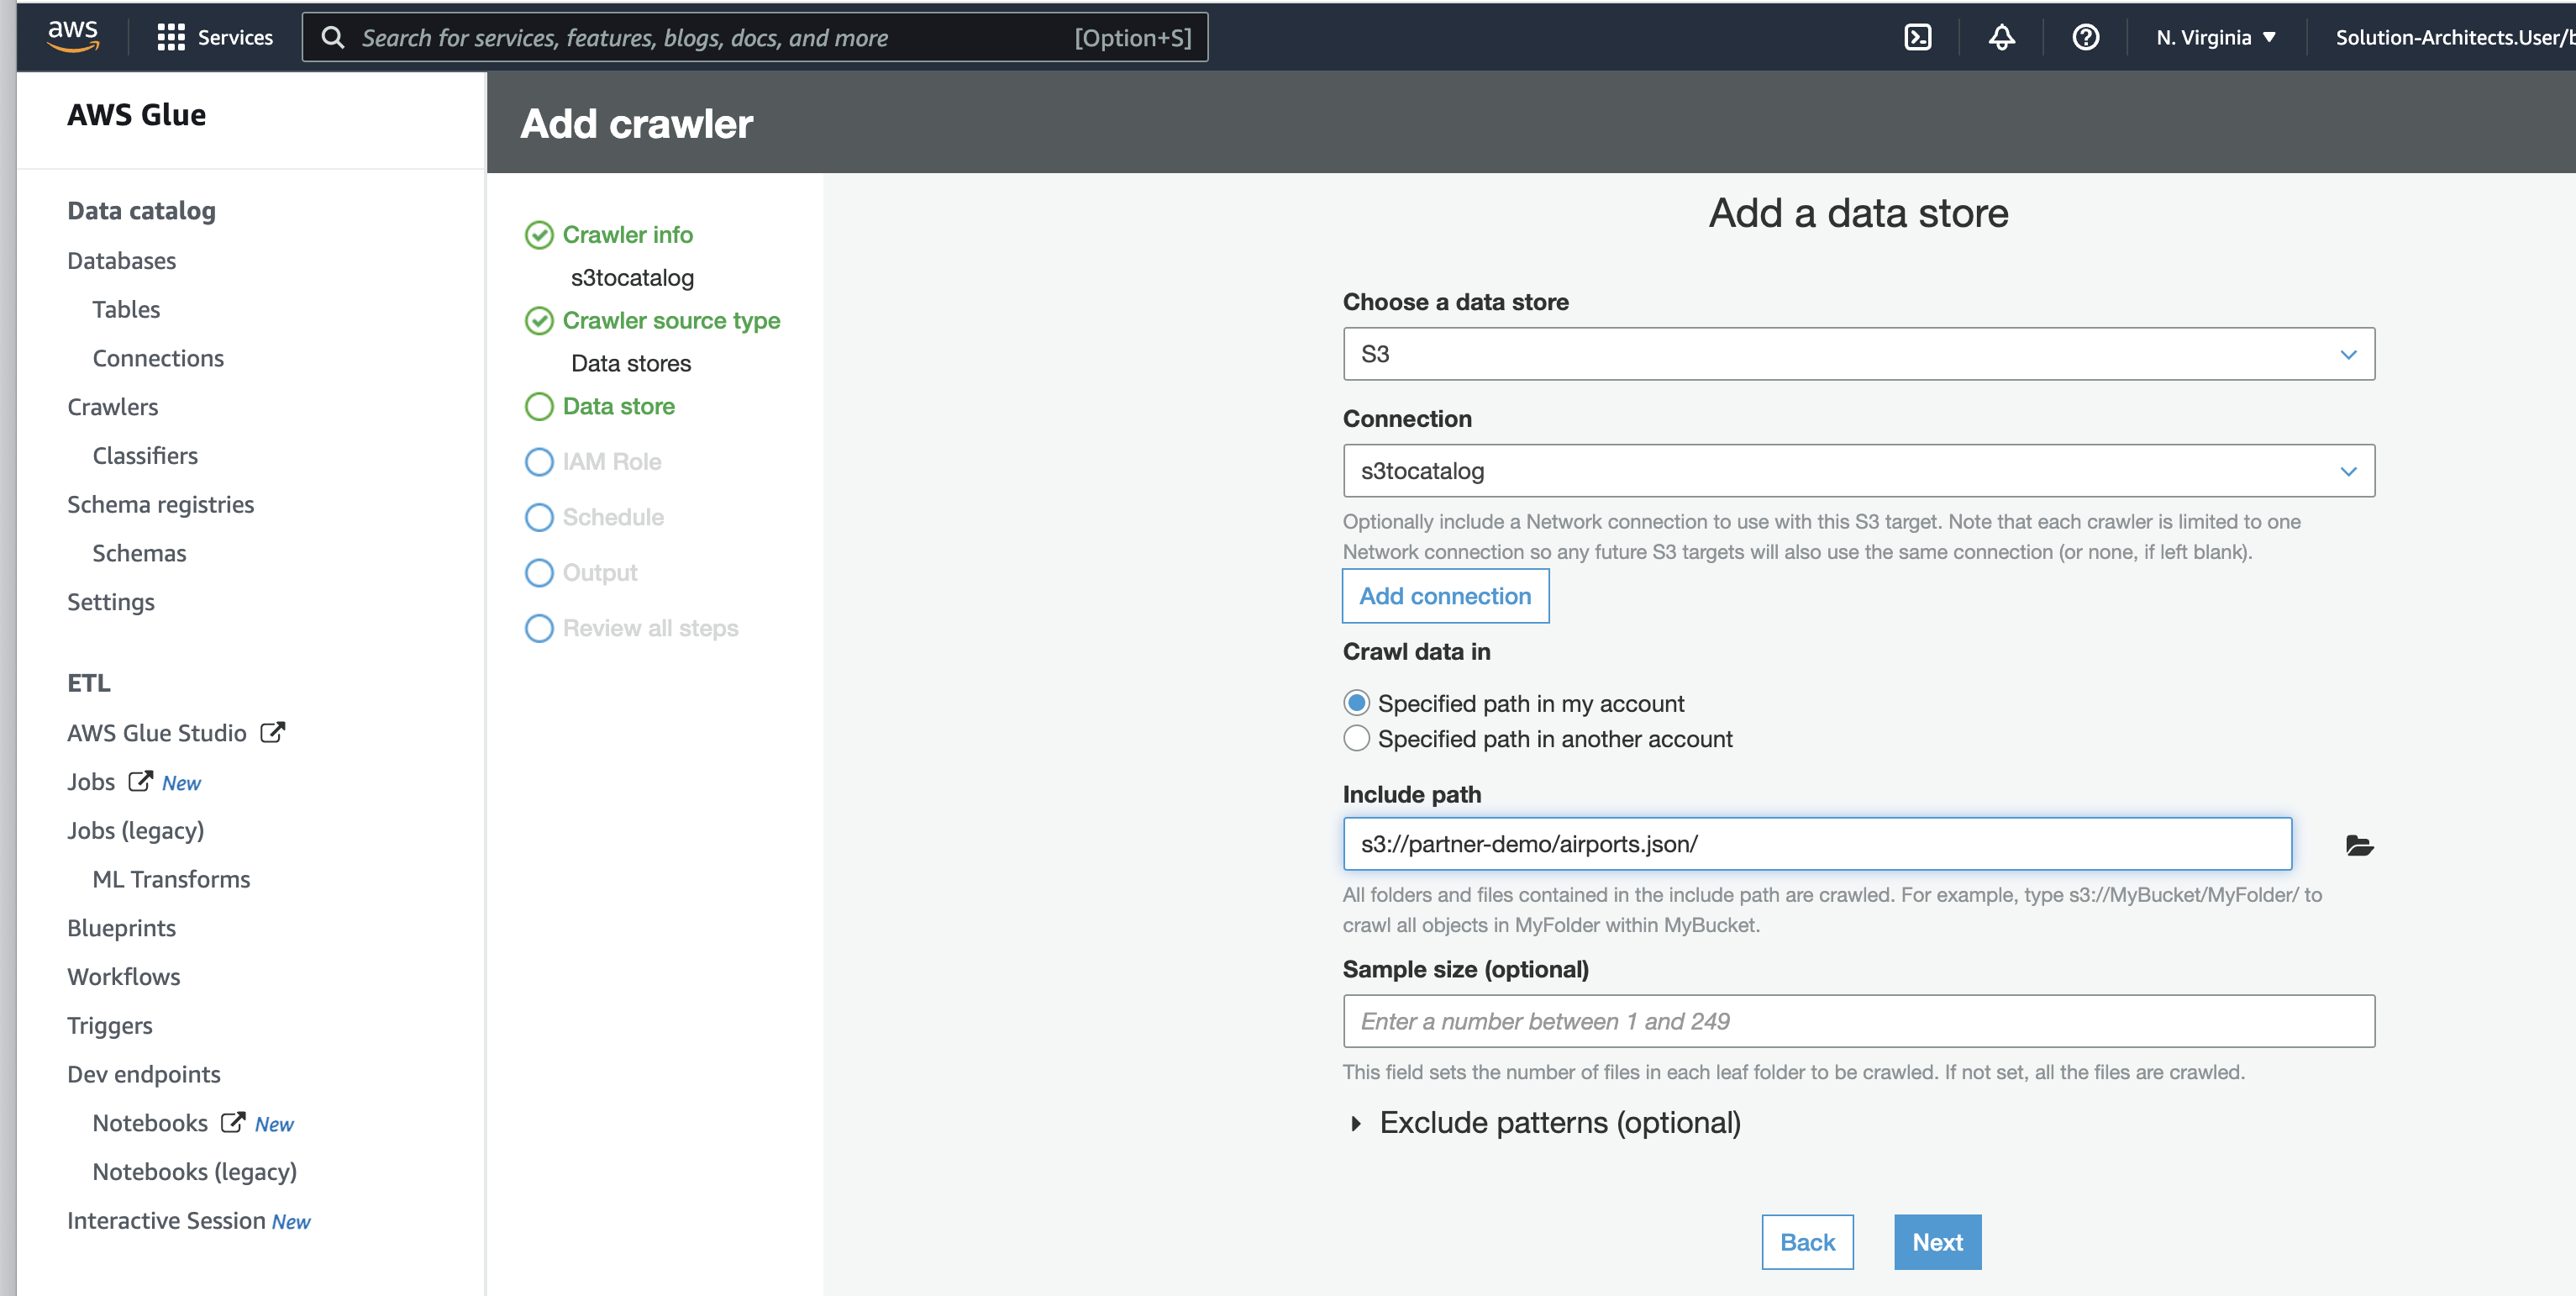 aws
Services
Search for services, features, blogs, docs, and more [Option+S]
N. Virginia
Solution-Architects.User/b
AWS Glue
Data catalog
Databases
Tables
Connections
Crawlers
Classifiers
Schema registries
Schemas
Settings
ETL
AWS Glue Studio
Jobs New
Jobs (legacy)
ML Transforms
Blueprints
Workflows
Triggers
Dev endpoints
Notebooks New
Notebooks (legacy)
Interactive Session New
Add crawler
Crawler info
s3tocatalog
Crawler source type
Data stores
Data store
IAM Role
Schedule
Output
Review all steps
Add a data store
Choose a data store
S3
Connection
s3tocatalog
Optionally include a Network connection to use with this S3 target. Note that each crawler is limited to one
Network connection so any future S3 targets will also use the same connection (or none, if left blank).
Add connection
Crawl data in
Specified path in my account
Specified path in another account
Include path
s3://partner-demo/airports.json/
All folders and files contained in the include path are crawled. For example, type s3://MyBucket/MyFolder/ to
crawl all objects in MyFolder within MyBucket.
Sample size (optional)
Enter a number between 1 and 249
This field sets the number of files in each leaf folder to be crawled. If not set, all the files are crawled.
Exclude patterns (optional)
Back
Next